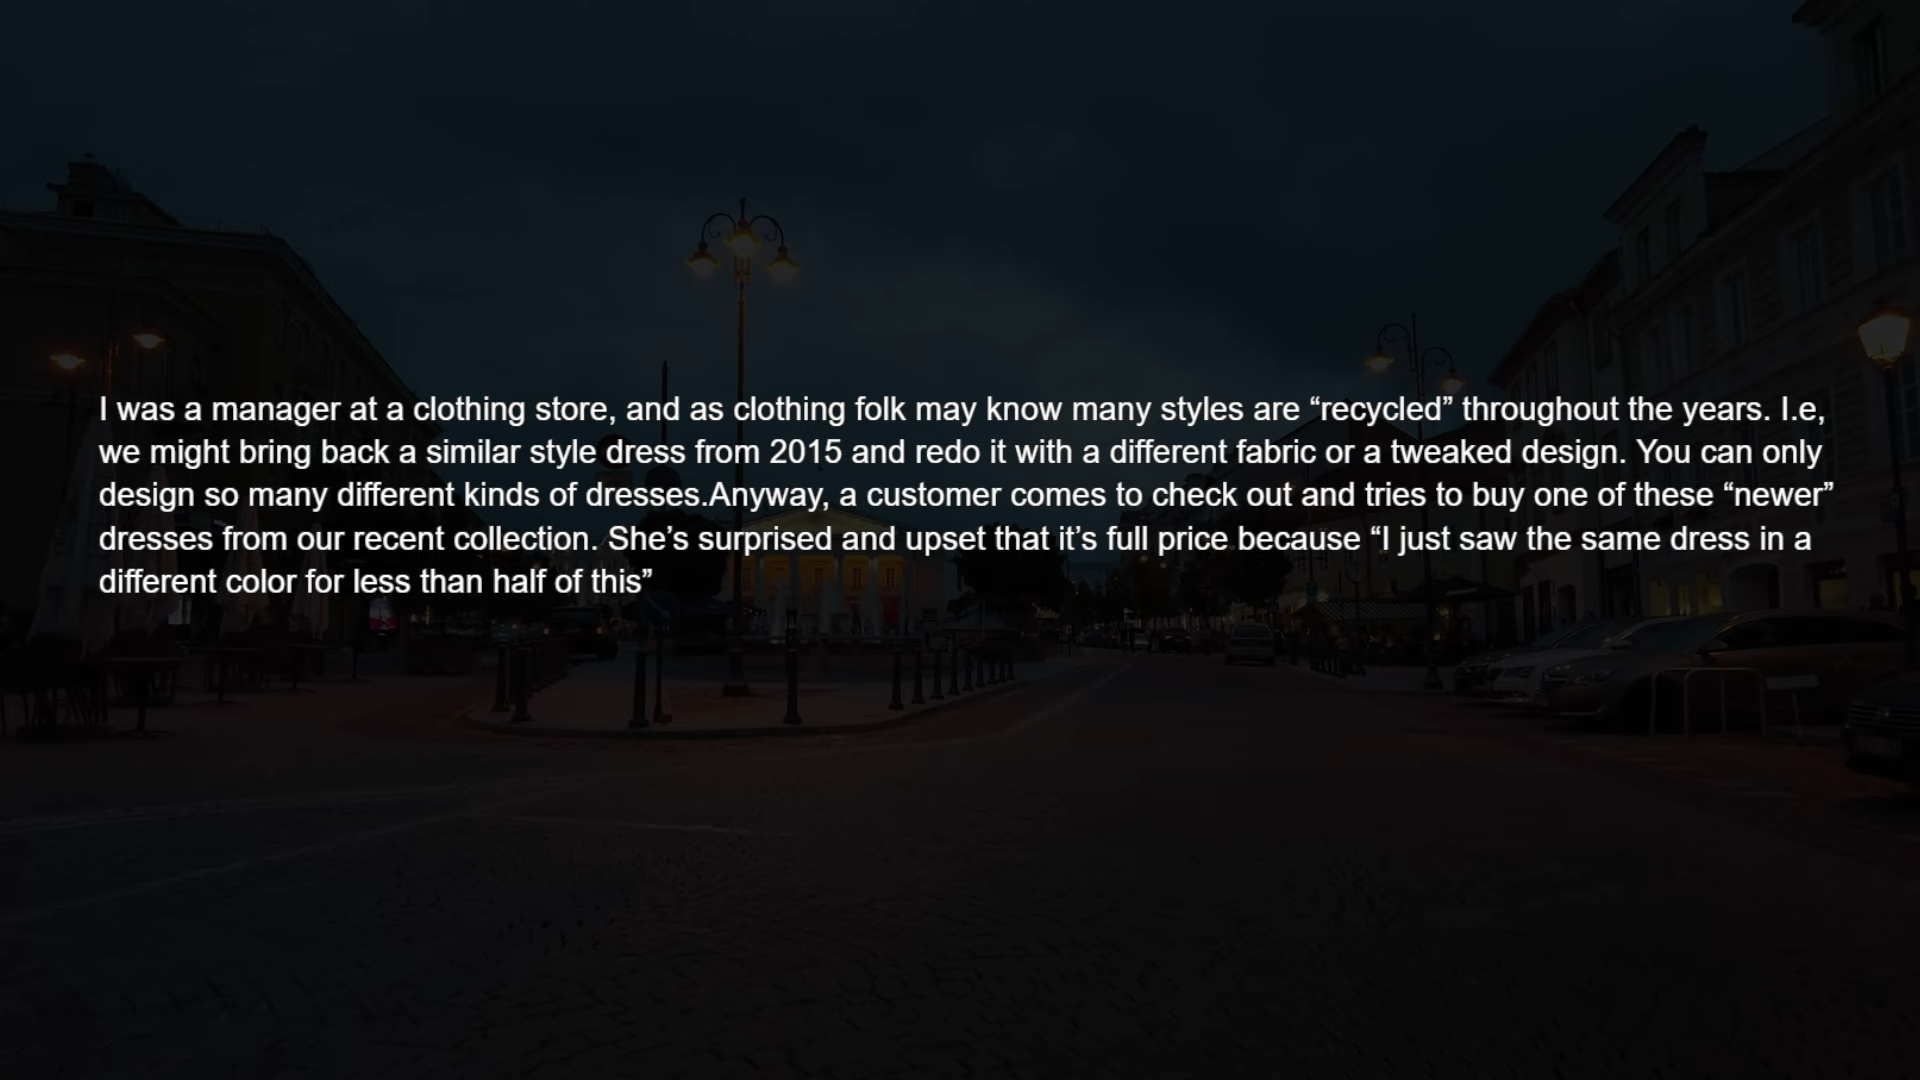 I was a manager at a clothing store, and as clothing folk may know many styles are “recycled” throughout the years. I.e,
we might bring back a similar style dress from 2015 and redo it with a different fabric or a tweaked design. You can only
design so many different kinds of dresses.Anyway, a customer comes to check out and tries to buy one of these “newer”
dresses from our recent collection. She’s surprised and upset that it’s full price because “I just saw the same dress in a
different color for less than half of this”